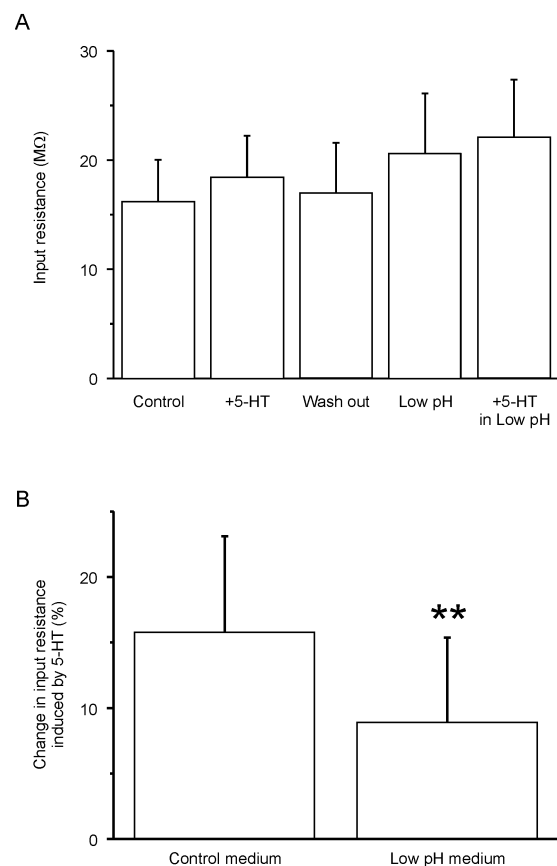 A
30
20
10
0
Input resistance (MΩ)
Control
+5-HT
Wash out
Low pH
+5-HT
in Low pH
B
20
10
0
Change in input resistance
induced by 5-HT (%)
**
Control medium
Low pH medium